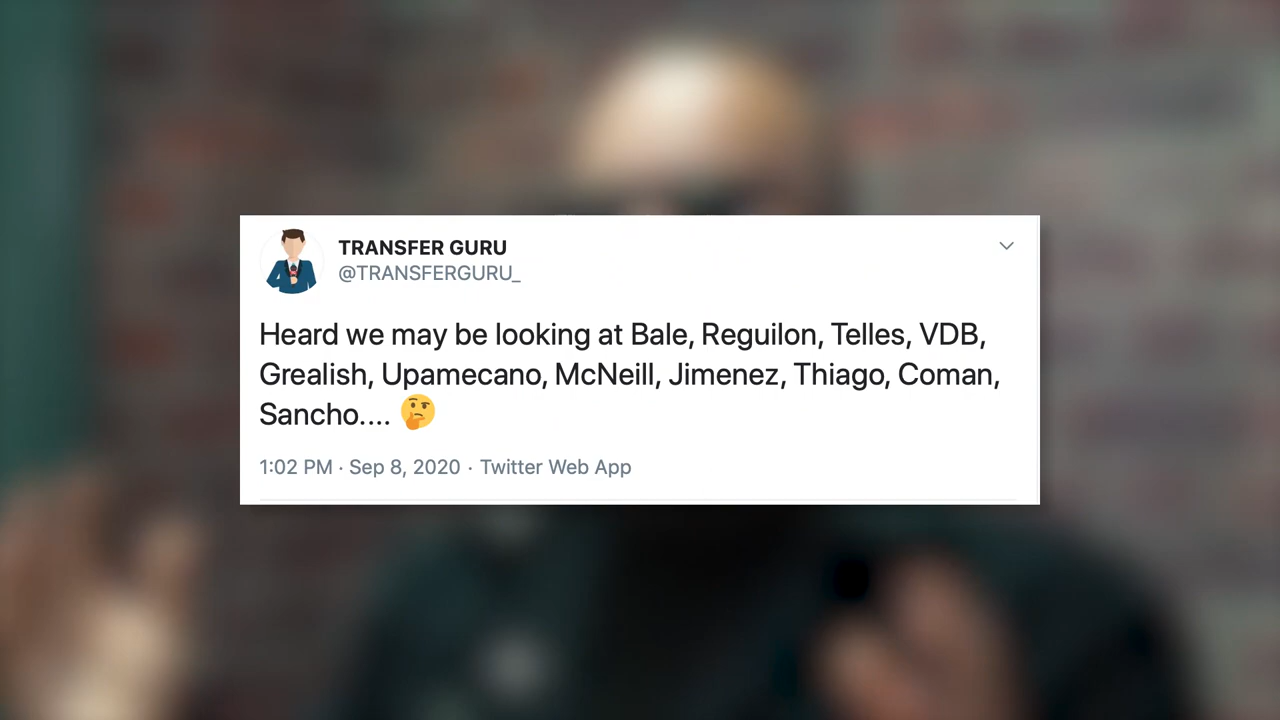 TRANSFER GURU
@TRANSFERGURU_
Heard we may be looking at Bale, Reguilon, Telles, VDB,
Grealish, Upamecano, McNeill, Jimenez, Thiago, Coman,
Sancho.... 🤔
1:02 PM · Sep 8, 2020 · Twitter Web App